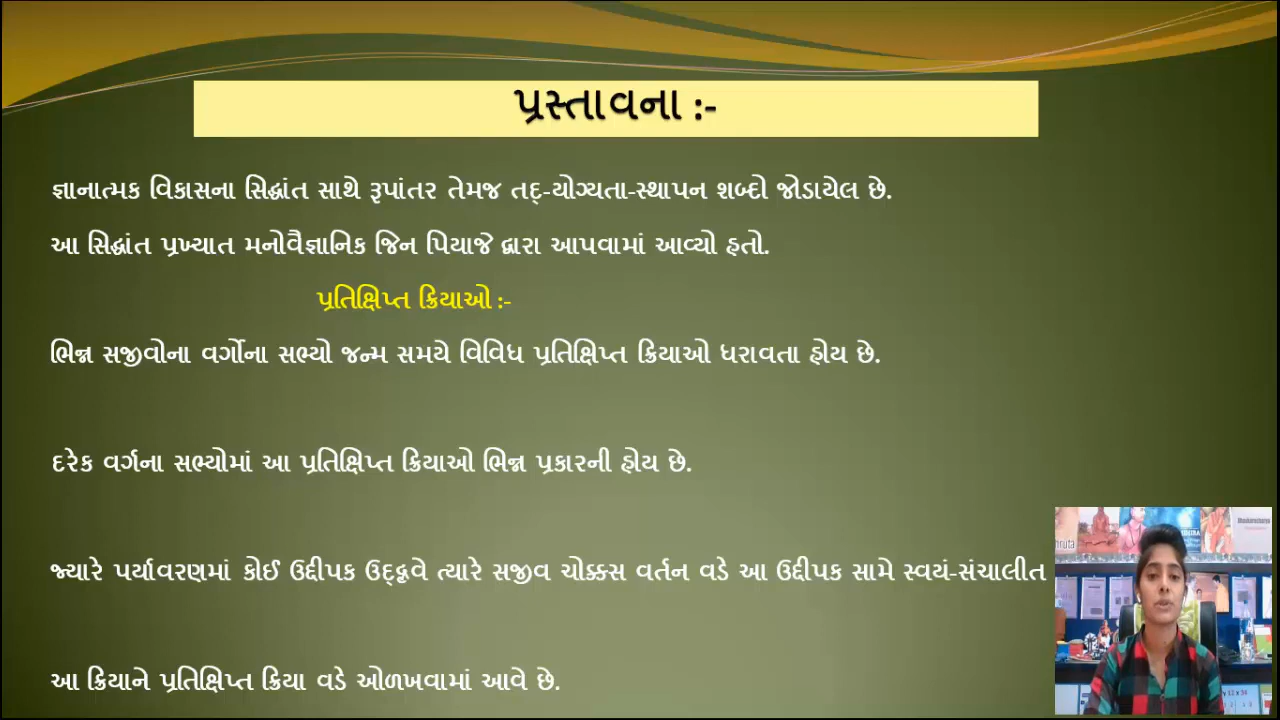 પ્રસ્તાવના :-
જ્ઞાનાત્મક વિકાસના સિદ્ધાંત સાથે રૂપાંતર તેમજ તદ્-યોગ્યતા-સ્થાપન શબ્દો જોડાયેલ છે.
આ સિદ્ધાંત પ્રખ્યાત મનોવૈજ્ઞાનિક જિન પિયાજે દ્વારા આપવામાં આવ્યો હતો.
પ્રતિક્ષિપ્ત ક્રિયાઓ :-
ભિન્ન સજીવોના વર્ગોના સભ્યો જન્મ સમયે વિવિધ પ્રતિક્ષિપ્ત ક્રિયાઓ ધરાવતા હોય છે.
દરેક વર્ગના સભ્યોમાં આ પ્રતિક્ષિપ્ત ક્રિયાઓ ભિન્ન પ્રકારની હોય છે.
જ્યારે પર્યાવરણમાં કોઈ ઉદ્દીપક ઉદ્દ્ભવે ત્યારે સજીવ ચોક્કસ વર્તન વડે આ ઉદ્દીપક સામે સ્વયં-સંચાલીત
આ ક્રિયાને પ્રતિક્ષિપ્ત ક્રિયા વડે ઓળખવામાં આવે છે.